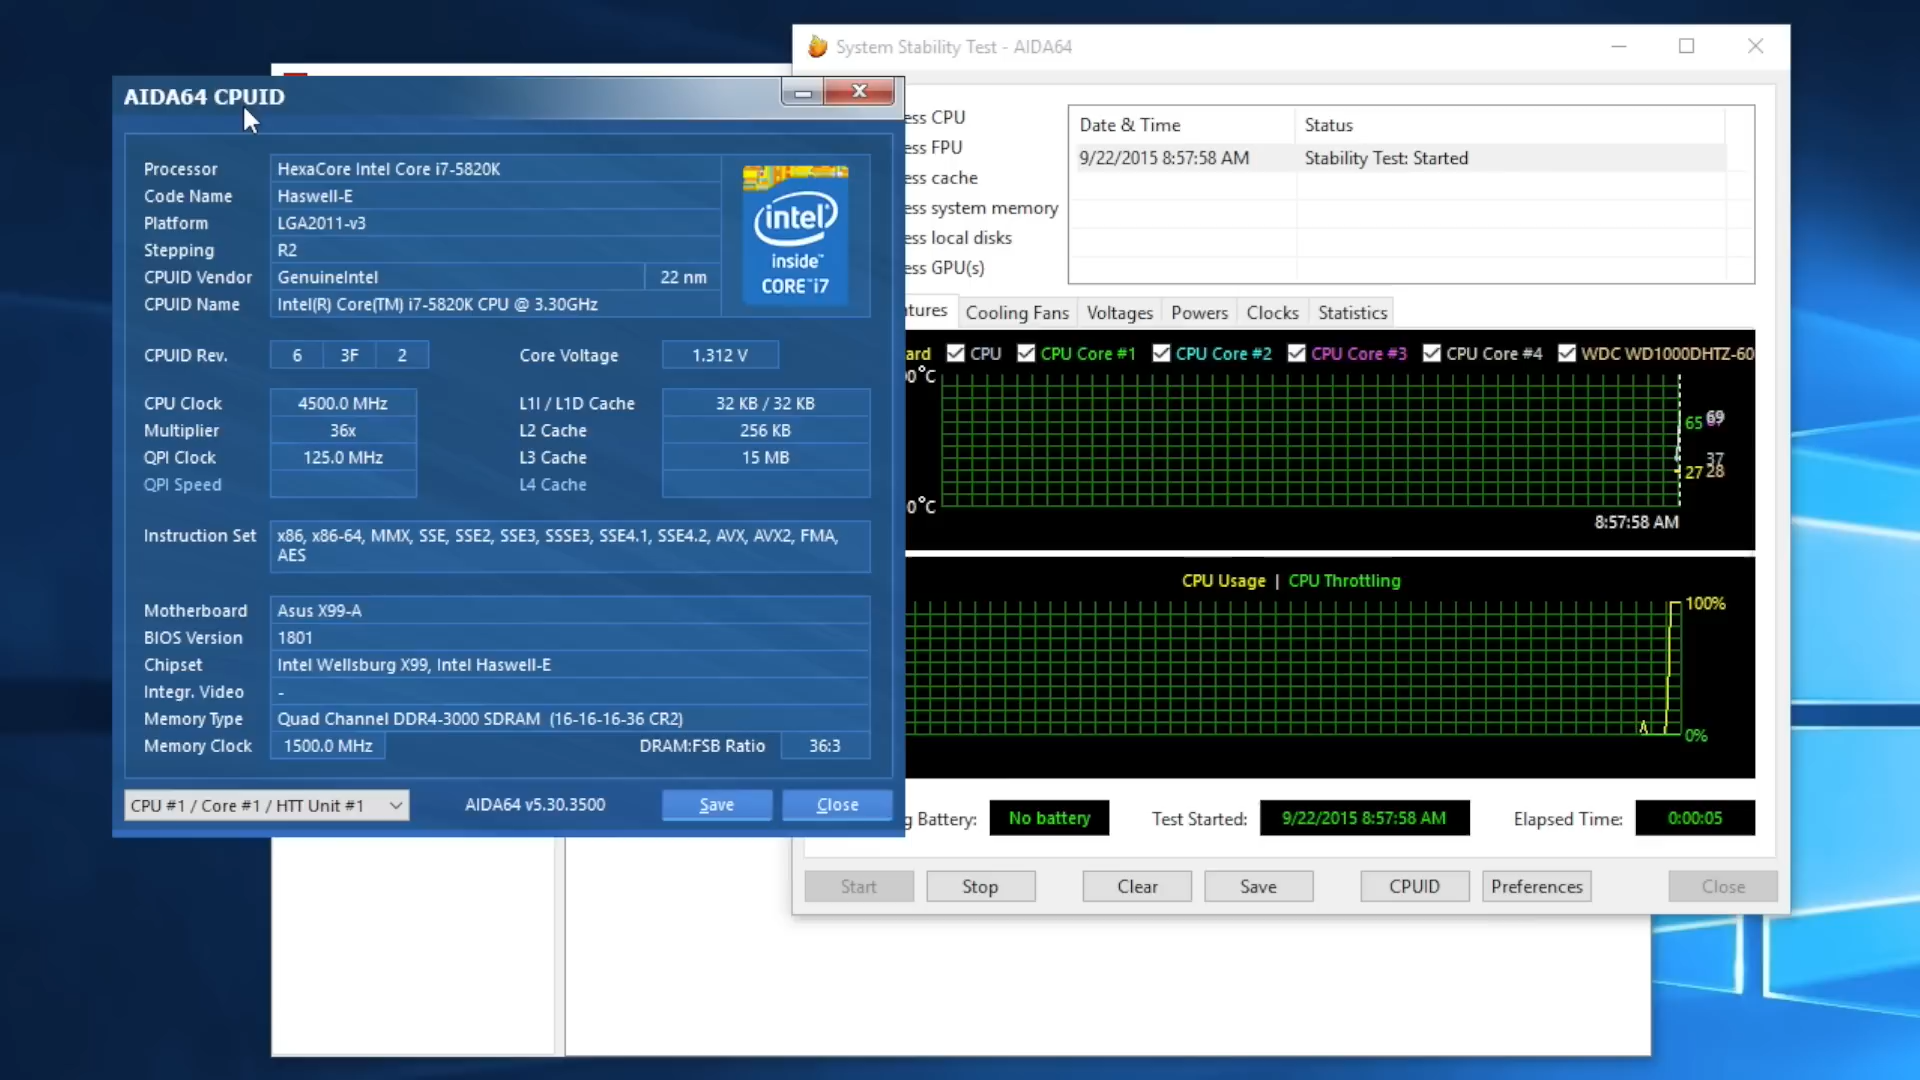 AIDA64 CPUID
Processor HexaCore Intel Core i7-5820K
Code Name Haswell-E
Platform LGA2011-v3
Stepping R2
CPUID Vendor GenuineIntel 22 nm
CPUID Name Intel(R) Core(TM) i7-5820K CPU @ 3.30GHz
intel
inside™
CORE™i7
CPUID Rev. 6 3F 2 Core Voltage 1.312 V
CPU Clock 4500.0 MHz L1I / L1D Cache 32 KB / 32 KB
Multiplier 36x L2 Cache 256 KB
QPI Clock 125.0 MHz L3 Cache 15 MB
QPI Speed L4 Cache
Instruction Set x86, x86-64, MMX, SSE, SSE2, SSE3, SSSE3, SSE4.1, SSE4.2, AVX, AVX2, FMA,
AES
Motherboard Asus X99-A
BIOS Version 1801
Chipset Intel Wellsburg X99, Intel Haswell-E
Integr. Video -
Memory Type Quad Channel DDR4-3000 SDRAM (16-16-16-36 CR2)
Memory Clock 1500.0 MHz DRAM:FSB Ratio 36:3
CPU #1 / Core #1 / HTT Unit #1 AIDA64 v5.30.3500 Save Close
System Stability Test - AIDA64
ess CPU
ess FPU
ess cache
ess system memory
ess local disks
ess GPU(s)
Date & Time Status
9/22/2015 8:57:58 AM Stability Test: Started
tures Cooling Fans Voltages Powers Clocks Statistics
ard CPU CPU Core #1 CPU Core #2 CPU Core #3 CPU Core #4 WDC WD1000DHTZ-60
0°C
65 69
37
27 28
0°C
8:57:58 AM
CPU Usage | CPU Throttling
100%
0%
g Battery: No battery Test Started: 9/22/2015 8:57:58 AM Elapsed Time: 0:00:05
Start Stop Clear Save CPUID Preferences Close